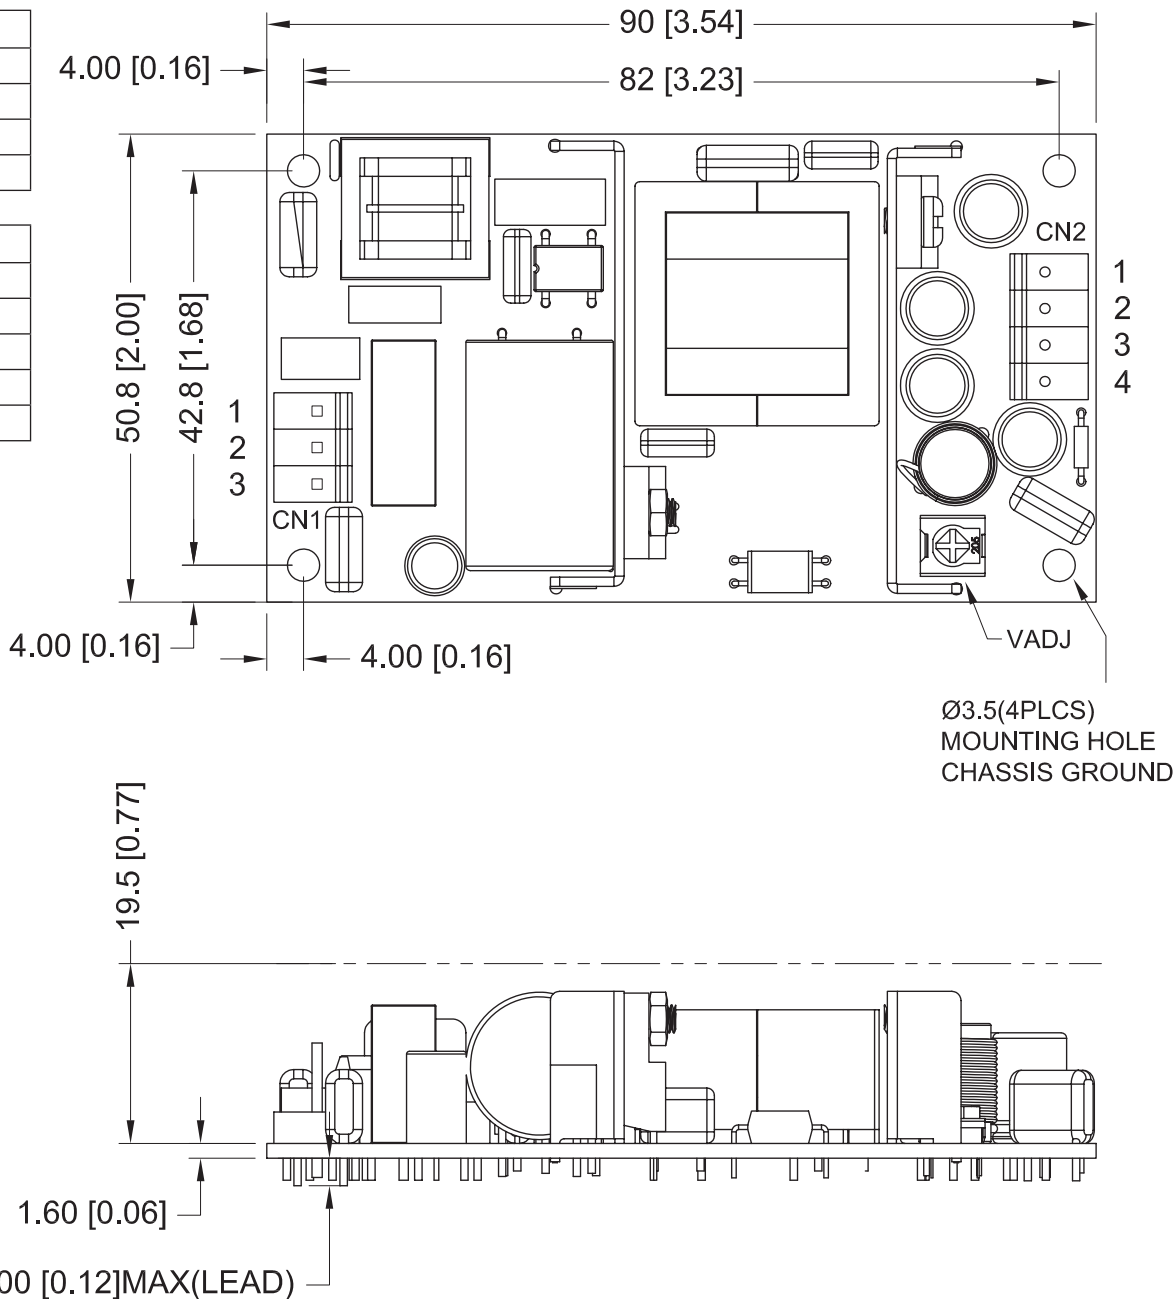 90 [3.54]
4.00 [0.16]
82 [3.23]
50.8 [2.00]
42.8 [1.68]
CN2
1
2
3
4
1
2
3
CN1
205
4.00 [0.16]
4.00 [0.16]
VADJ
Ø3.5(4PLCS)
MOUNTING HOLE
CHASSIS GROUND
19.5 [0.77]
1.60 [0.06]
00 [0.12]MAX(LEAD)